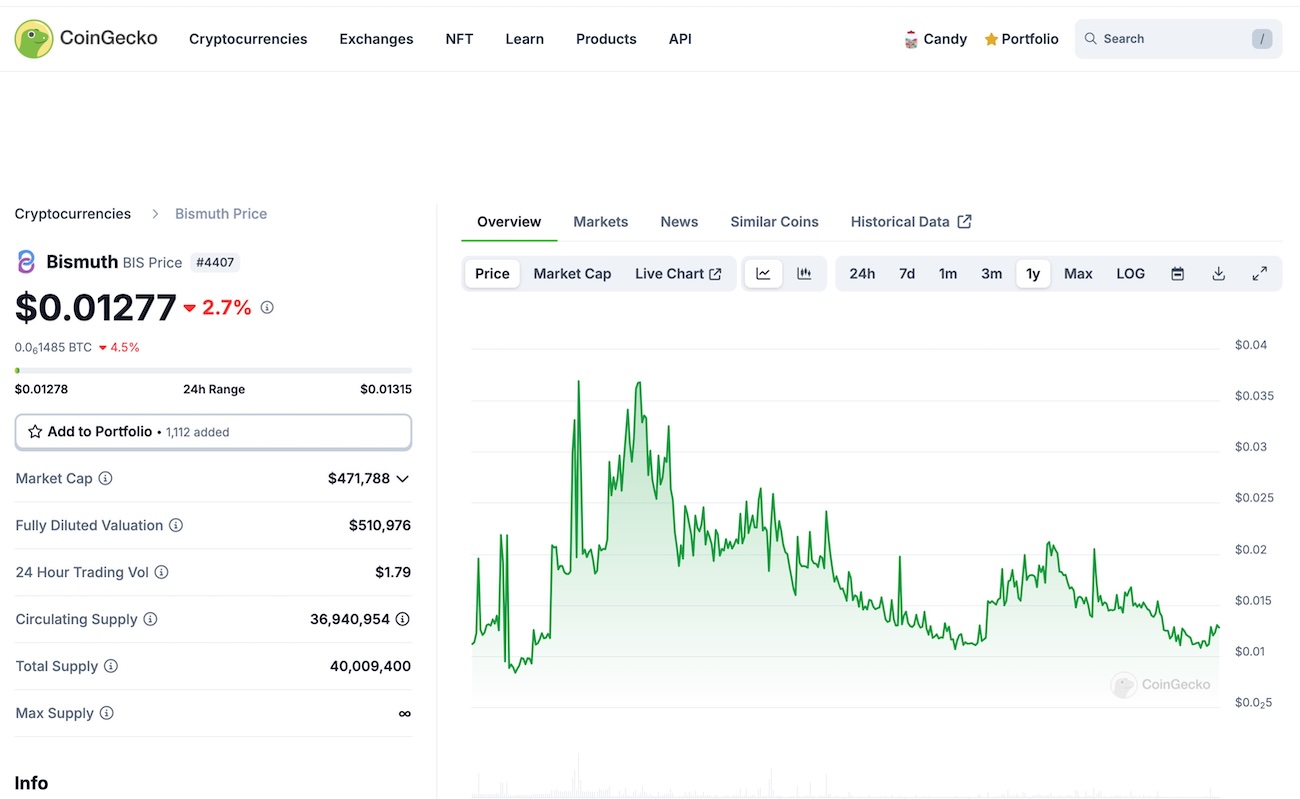 CoinGecko Cryptocurrencies Exchanges NFT Learn Products API Candy Portfolio Search /
Cryptocurrencies > Bismuth Price
Bismuth BIS Price #4407
$0.01277 2.7%
0.0₆1485 BTC 4.5%
$0.01278 24h Range $0.01315
Add to Portfolio • 1,112 added
Market Cap $471,788
Fully Diluted Valuation $510,976
24 Hour Trading Vol $1.79
Circulating Supply 36,940,954
Total Supply 40,009,400
Max Supply ∞
Info
Overview Markets News Similar Coins Historical Data
Price Market Cap Live Chart 24h 7d 1m 3m 1y Max LOG
$0.04
$0.035
$0.03
$0.025
$0.02
$0.015
$0.01
$0.0₂5
CoinGecko